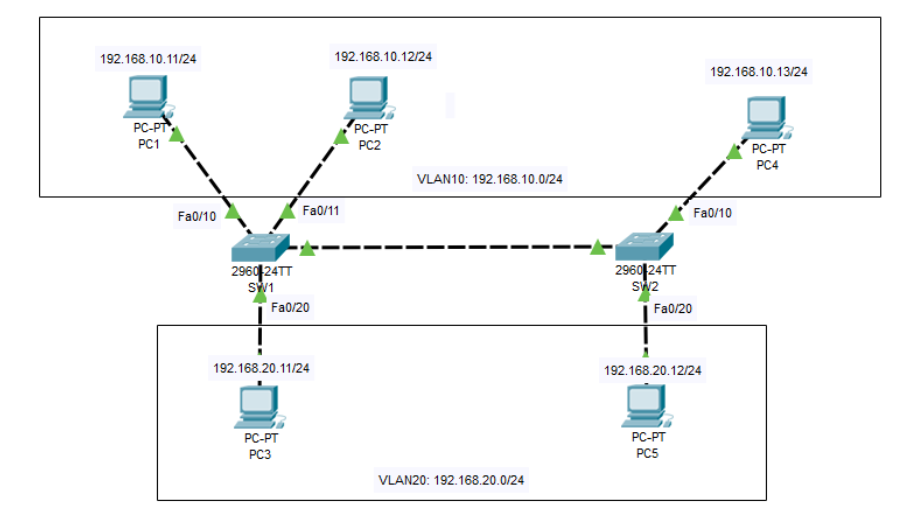 192.168.10.11/24
192.168.10.12/24
192.168.10.13/24
PC-PT
PC1
PC-PT
PC2
PC-PT
PC4
VLAN10: 192.168.10.0/24
Fa0/10
Fa0/11
Fa0/10
2960-24TT
SW1
2960-24TT
SW2
Fa0/20
Fa0/20
192.168.20.11/24
192.168.20.12/24
PC-PT
PC3
PC-PT
PC5
VLAN20: 192.168.20.0/24